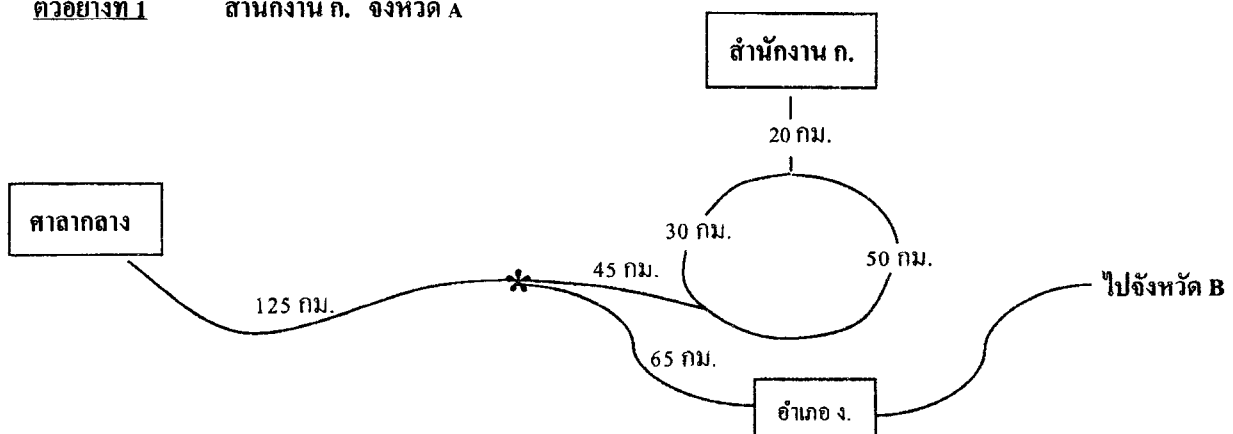 ตัวอย่างที่ 1 สำนักงาน ก. จังหวัด A
สำนักงาน ก.
20 กม.
ศาลากลาง
30 กม.
50 กม.
45 กม.
ไปจังหวัด B
125 กม.
65 กม.
อำเภอ ง.